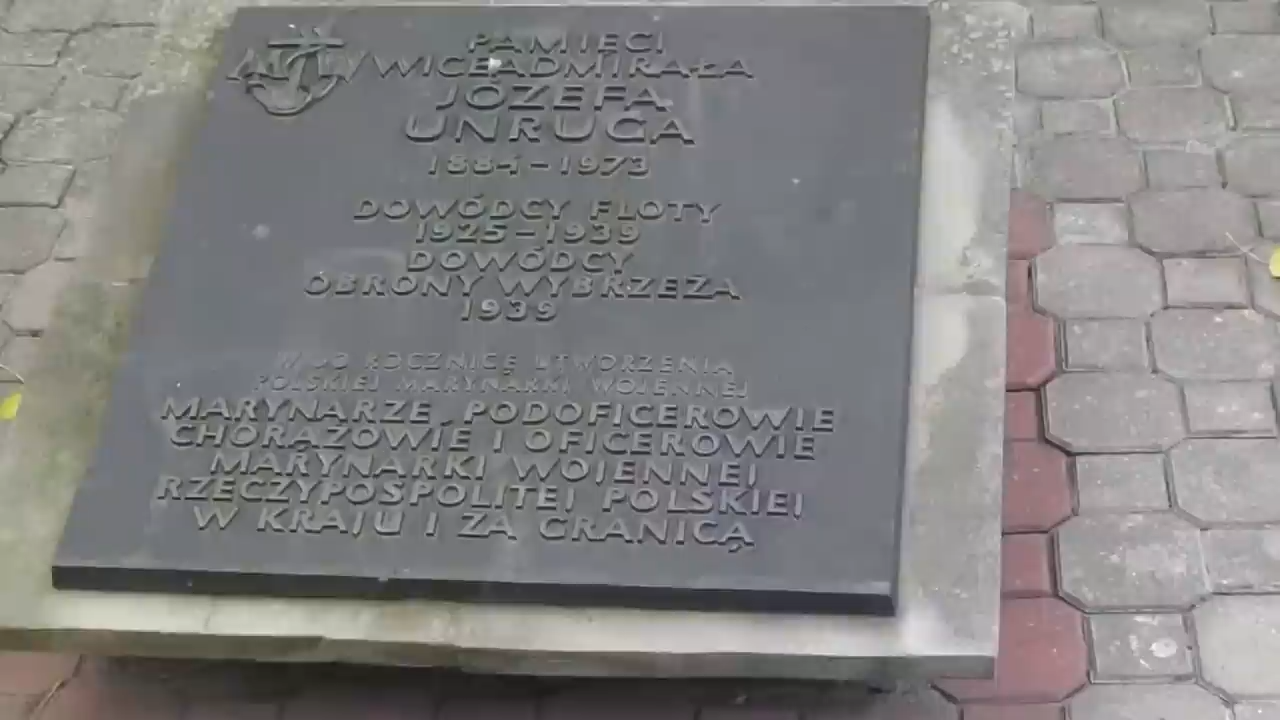 PAMIĘCI
WICEADMIRAŁA
JÓZEFA
UNRUGA
1884-1973
DOWÓDCY FLOTY
1925-1939
DOWÓDCY
OBRONY WYBRZEŻA
1939
W ROCZNICĘ UTWORZENIA
POLSKIEJ MARYNARKI WOJENNEJ
MARYNARZE, PODOFICEROWIE
CHORĄŻOWIE I OFICEROWIE
MARYNARKI WOJENNEJ
RZECZYPOSPOLITEJ POLSKIEJ
W KRAJU I ZA GRANICĄ